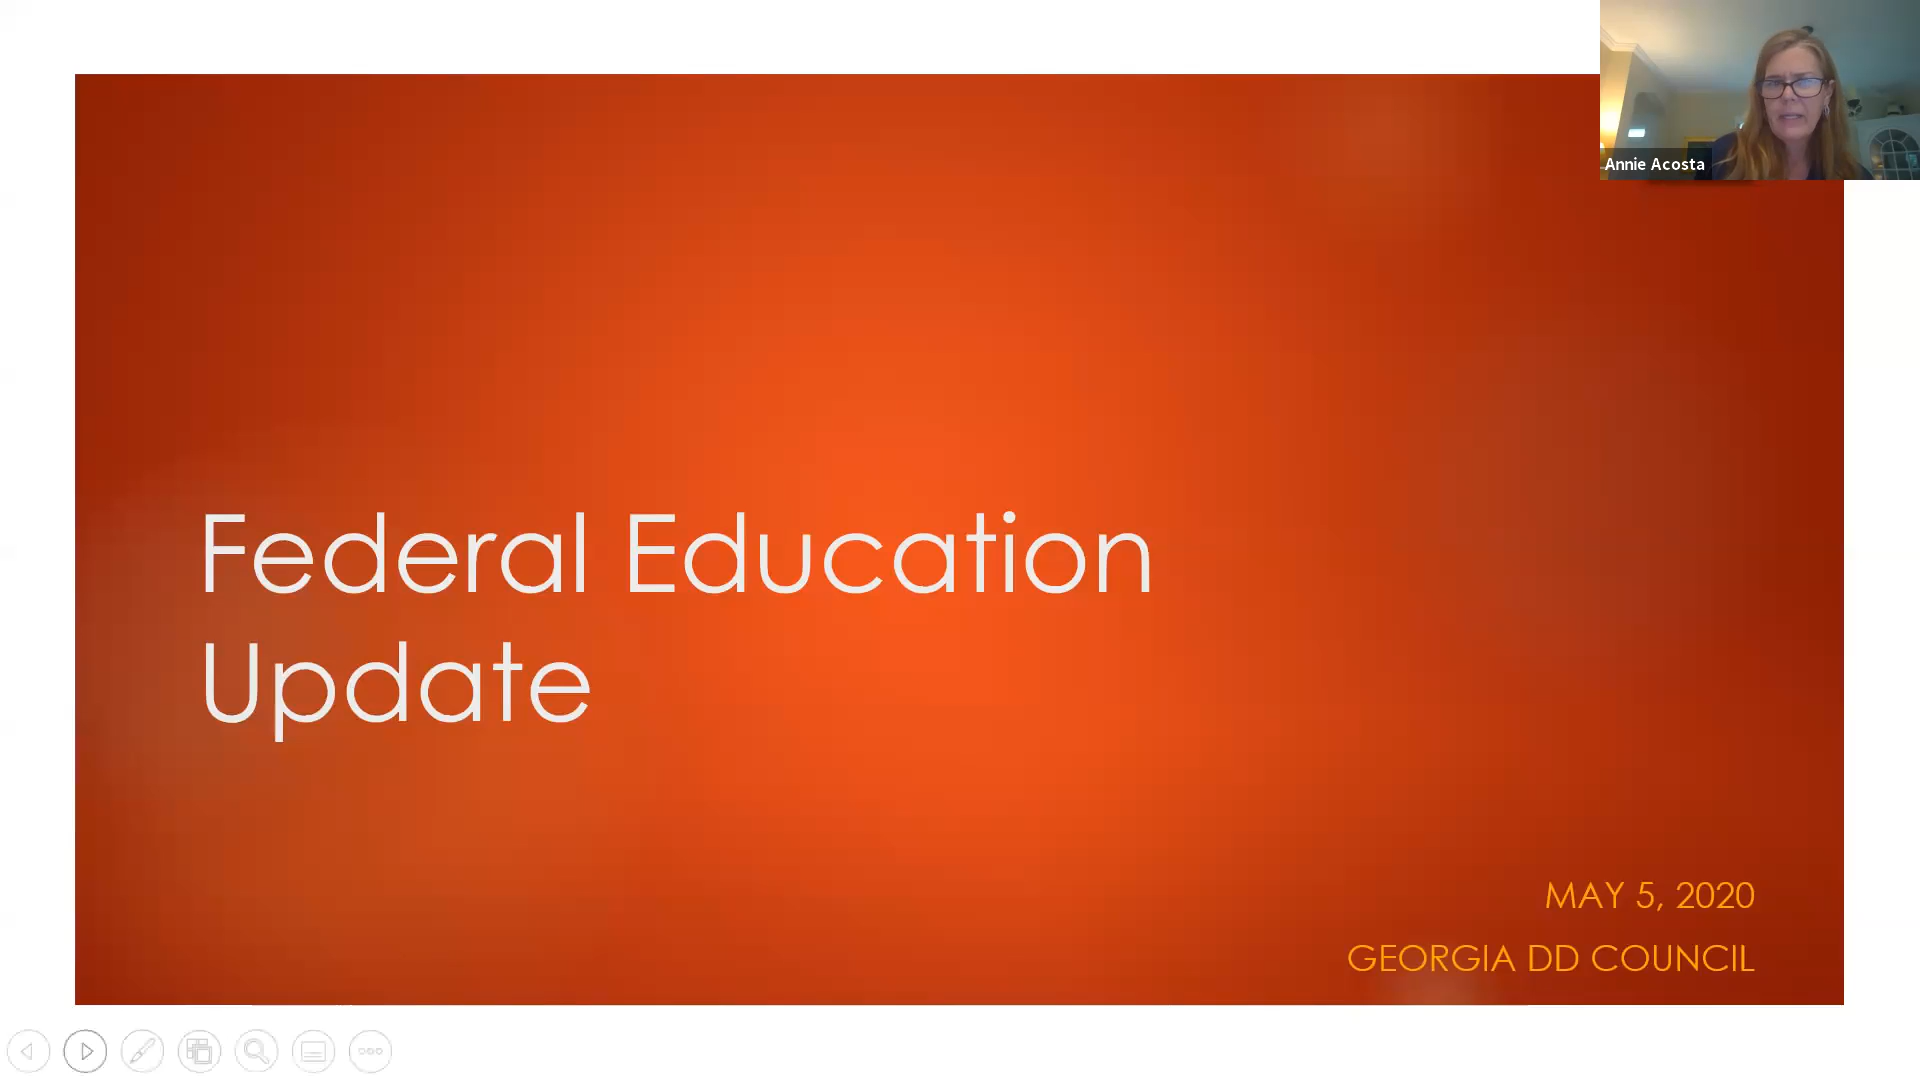 Annie Acosta
Federal Education
Update
MAY 5, 2020
GEORGIA DD COUNCIL